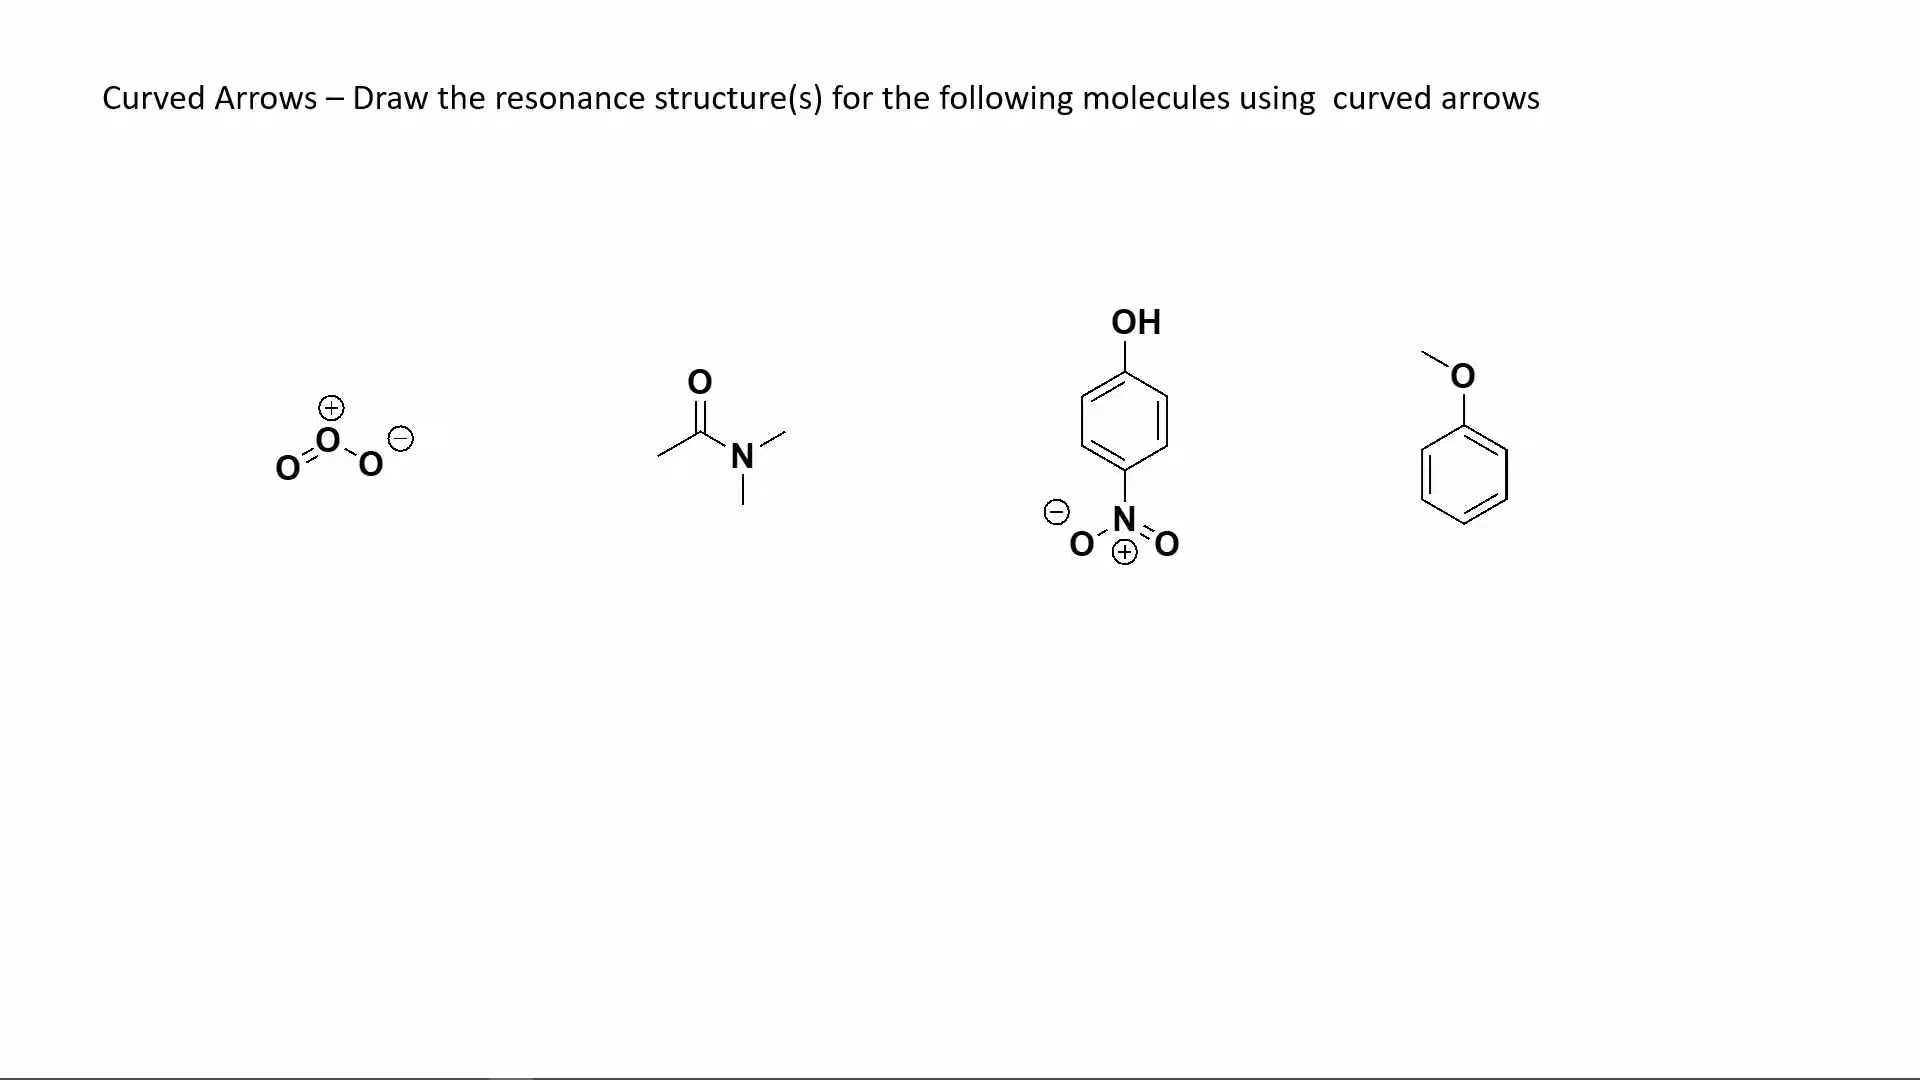 Curved Arrows – Draw the resonance structure(s) for the following molecules using  curved arrows
OH
O
O
⊕
⊖
O
O
O
N
⊖
N
O
O
⊕